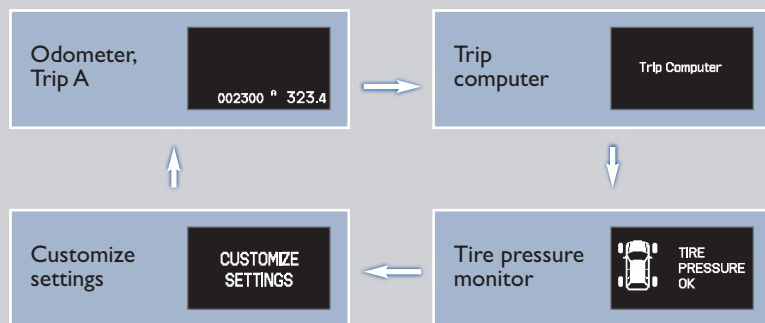 Odometer,
Trip A
002300 A 323.4
Trip
computer
Trip Computer
Customize
settings
CUSTOMIZE
SETTINGS
Tire pressure
monitor
TIRE
PRESSURE
OK